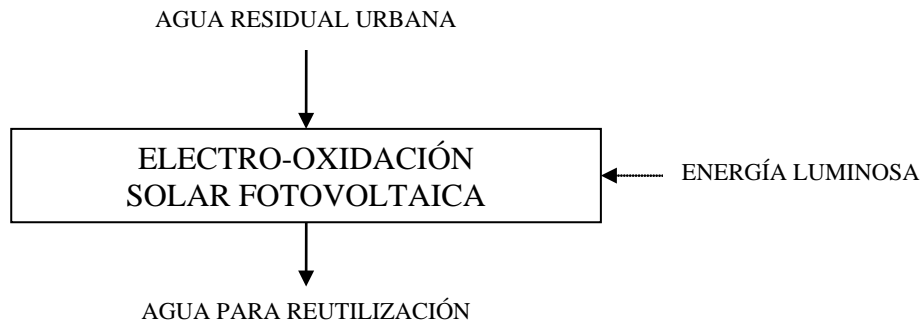 AGUA RESIDUAL URBANA
ELECTRO-OXIDACIÓN
SOLAR FOTOVOLTAICA
ENERGÍA LUMINOSA
AGUA PARA REUTILIZACIÓN